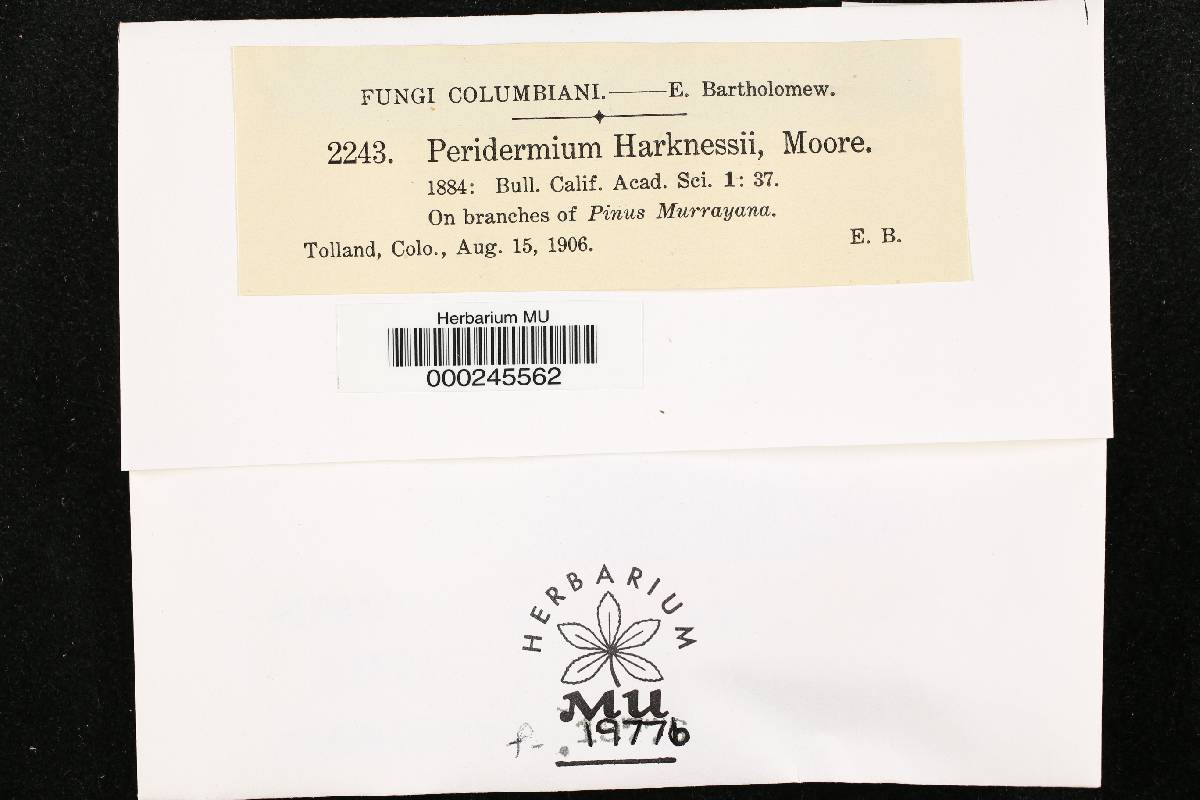 FUNGI COLUMBIANI.——E. Bartholomew.
2243. Peridermium Harknessii, Moore.
1884: Bull. Calif. Acad. Sci. 1: 37.
On branches of Pinus Murrayana.
Tolland, Colo., Aug. 15, 1906. E. B.
Herbarium MU
000245562
HERBARIUM
MU
f-. 19776